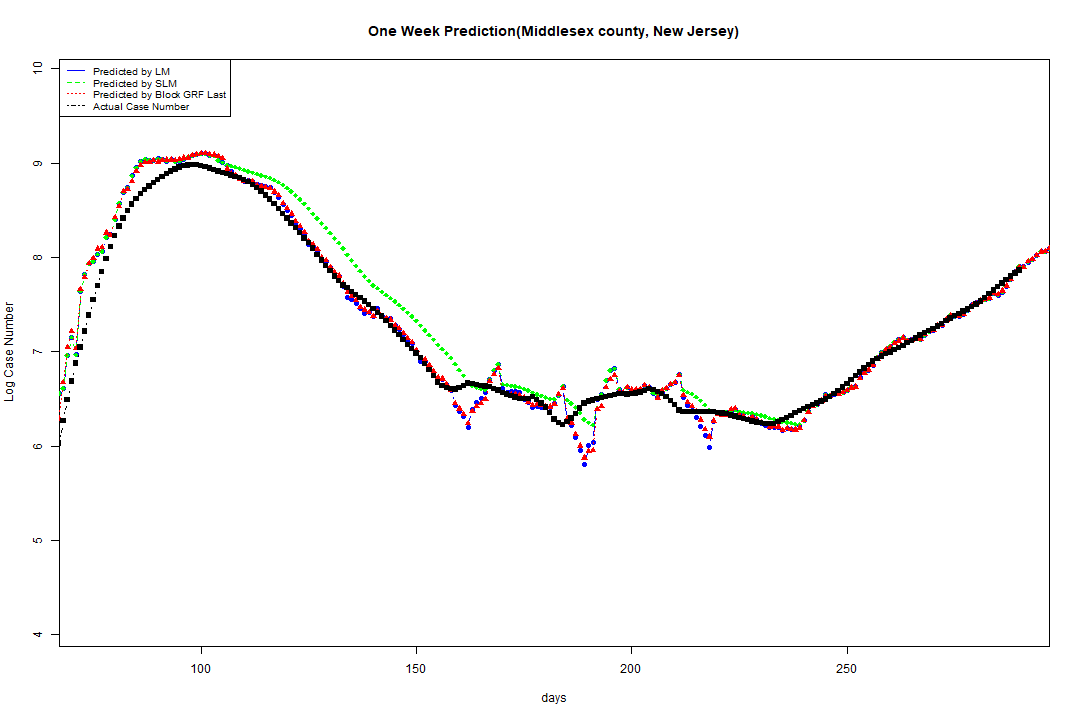 One Week Prediction(Middlesex county, New Jersey)
Predicted by LM
Predicted by SLM
Predicted by Block GRF Last
Actual Case Number
10
9
8
7
6
5
4
Log Case Number
100
150
200
250
days